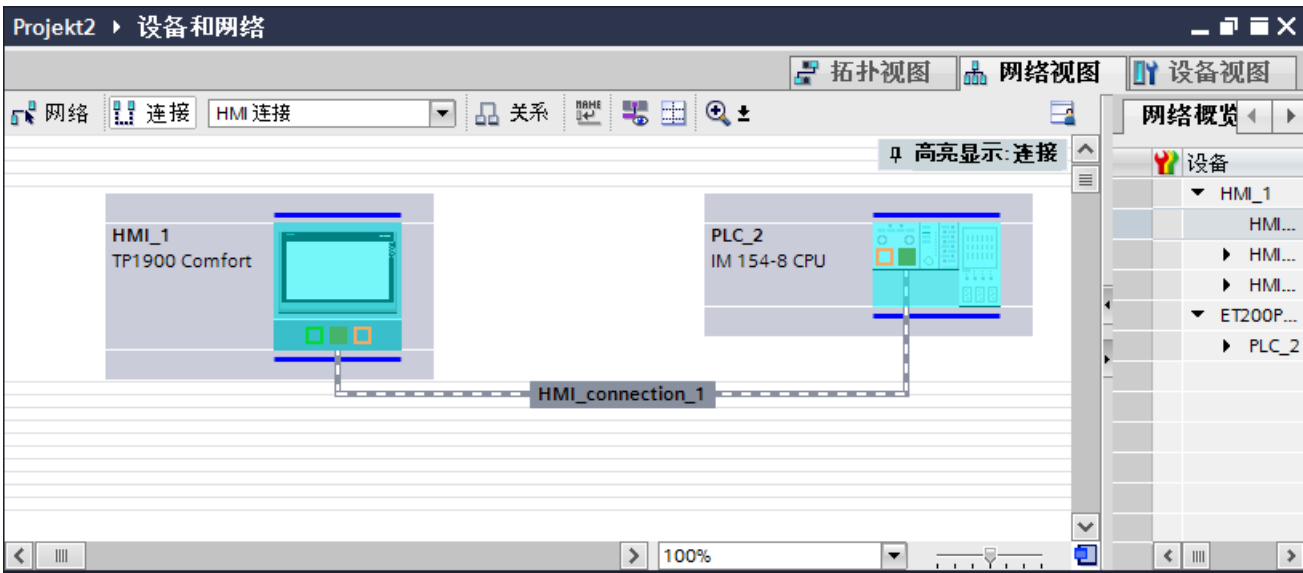 Projekt2 ▸ 设备和网络
拓扑视图 网络视图 设备视图
网络 连接 HMI 连接 关系
网络概览
高亮显示:连接
设备
HMI_1
HMI...
HMI...
HMI...
ET200P...
PLC_2
HMI_1
TP1900 Comfort
PLC_2
IM 154-8 CPU
HMI_connection_1
100%